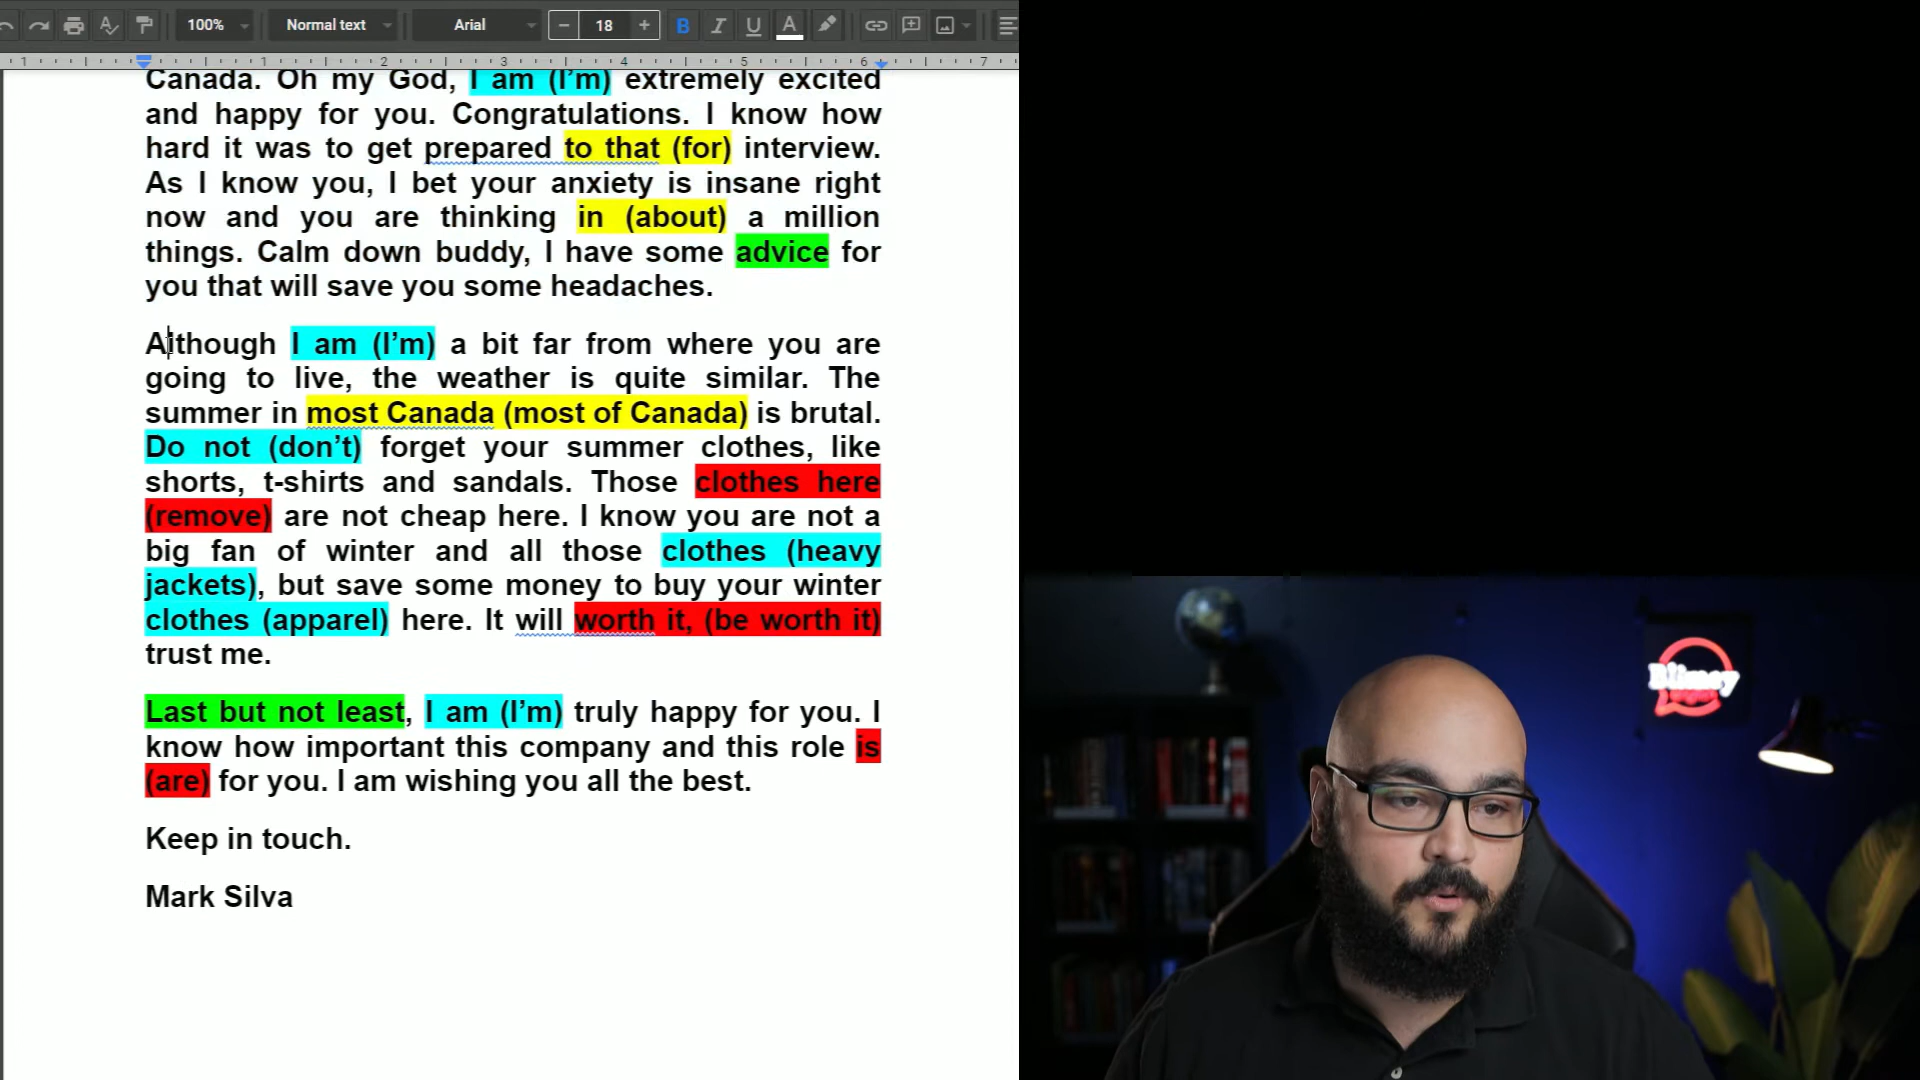 100% Normal text Arial − 18 + B I U A
1 1 2 3 4 5 6 7
Canada. Oh my God, I am (I’m) extremely excited
and happy for you. Congratulations. I know how
hard it was to get prepared to that (for) interview.
As I know you, I bet your anxiety is insane right
now and you are thinking in (about) a million
things. Calm down buddy, I have some advice for
you that will save you some headaches.
Although I am (I’m) a bit far from where you are
going to live, the weather is quite similar. The
summer in most Canada (most of Canada) is brutal.
Do not (don’t) forget your summer clothes, like
shorts, t-shirts and sandals. Those clothes here
(remove) are not cheap here. I know you are not a
big fan of winter and all those clothes (heavy
jackets), but save some money to buy your winter
clothes (apparel) here. It will worth it, (be worth it)
trust me.
Last but not least, I am (I’m) truly happy for you. I
know how important this company and this role is
(are) for you. I am wishing you all the best.
Keep in touch.
Mark Silva
Blimey